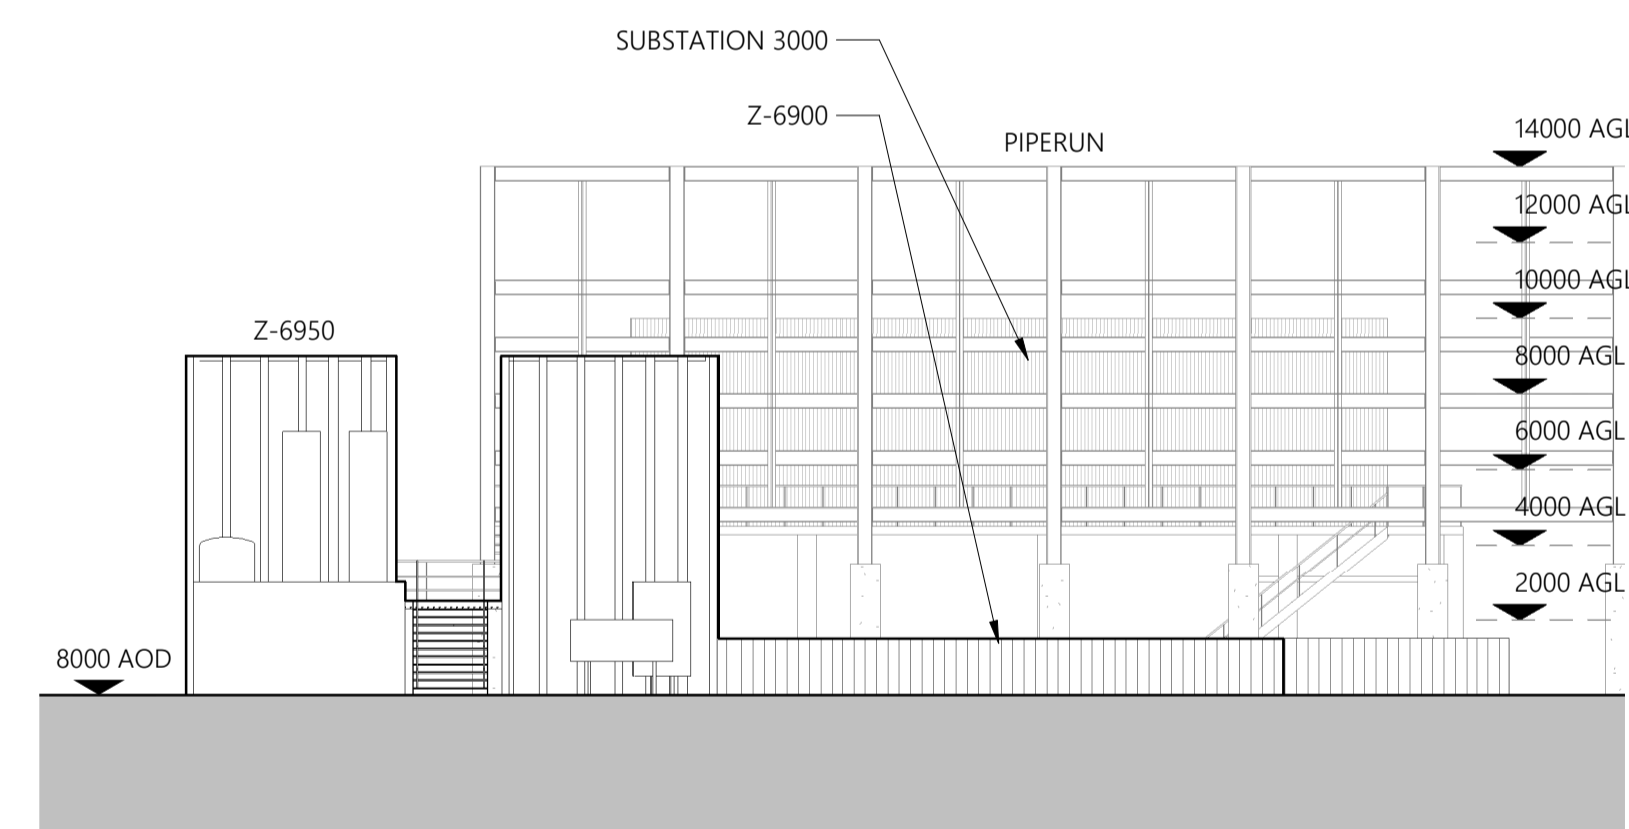 SUBSTATION 3000
Z-6900
PIPERUN
14000 AGL
12000 AGL
10000 AGL
Z-6950
8000 AGL
6000 AGL
4000 AGL
2000 AGL
8000 AOD